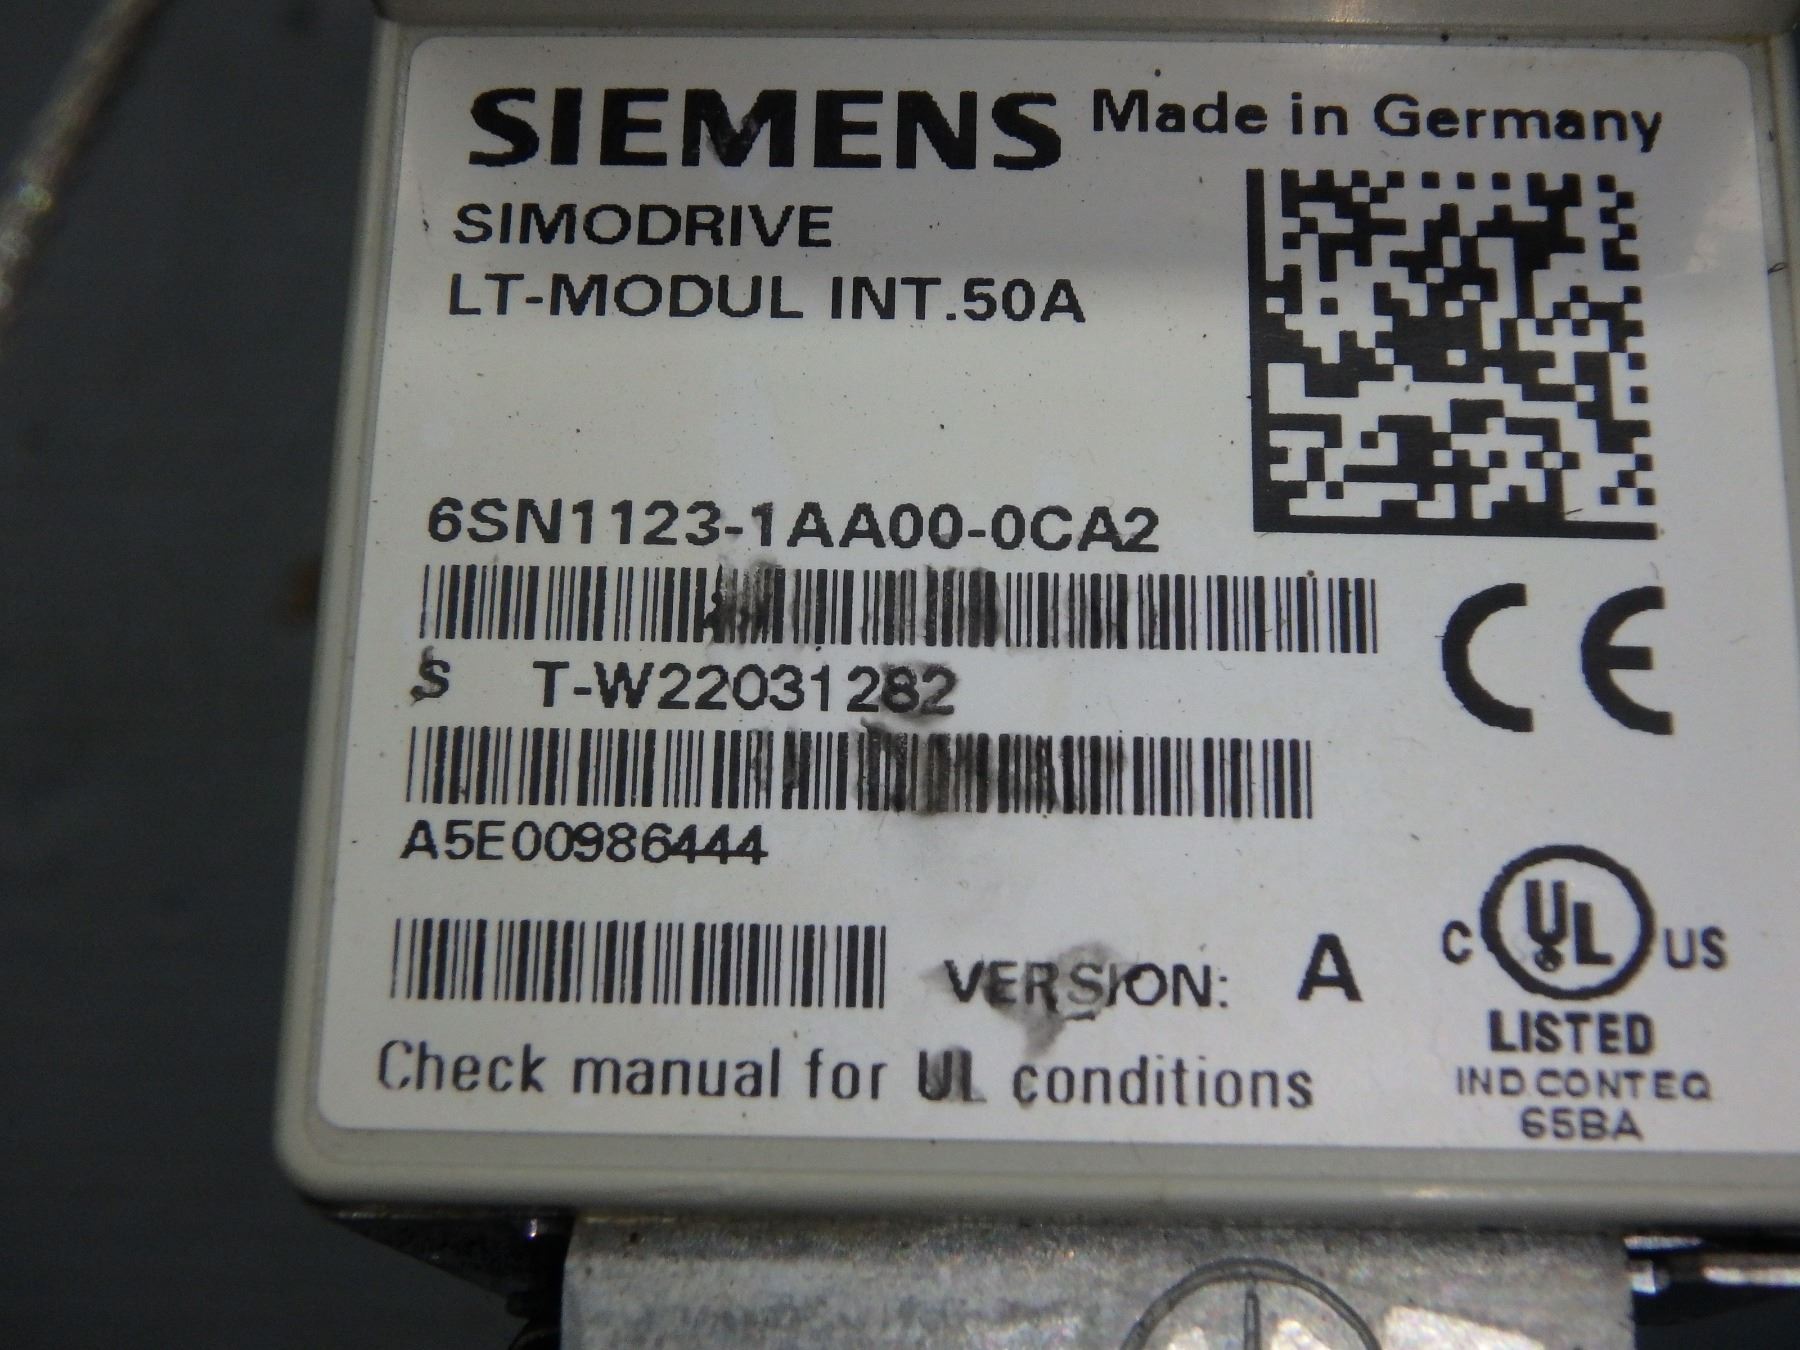 SIEMENS Made in Germany
SIMODRIVE
LT-MODUL INT.50A
6SN1123-1AA00-0CA2
S T-W22031282
A5E00986444
VERSION: A
Check manual for UL conditions
CE
C UL US
LISTED
IND.CONT.EQ
65BA